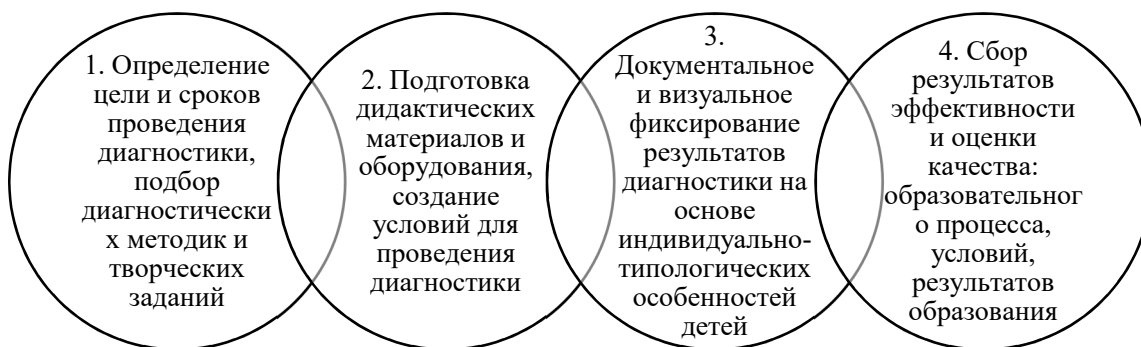 1. Определение
цели и сроков
проведения
диагностики,
подбор
диагностически
х методик и
творческих
заданий
2. Подготовка
дидактических
материалов и
оборудования,
создание
условий для
проведения
диагностики
3.
Документальное
и визуальное
фиксирование
результатов
диагностики на
основе
индивидуально-
типологических
особенностей
детей
4. Сбор
результатов
эффективности
и оценки
качества:
образовательног
о процесса,
условий,
результатов
образования